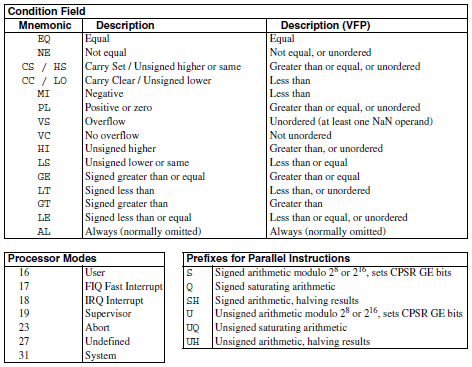 Condition Field
Mnemonic Description Description (VFP)
EQ Equal Equal
NE Not equal Not equal, or unordered
CS / HS Carry Set / Unsigned higher or same Greater than or equal, or unordered
CC / LO Carry Clear / Unsigned lower Less than
MI Negative Less than
PL Positive or zero Greater than or equal, or unordered
VS Overflow Unordered (at least one NaN operand)
VC No overflow Not unordered
HI Unsigned higher Greater than, or unordered
LS Unsigned lower or same Less than or equal
GE Signed greater than or equal Greater than or equal
LT Signed less than Less than, or unordered
GT Signed greater than Greater than
LE Signed less than or equal Less than or equal, or unordered
AL Always (normally omitted) Always (normally omitted)
Processor Modes
16 User
17 FIQ Fast Interrupt
18 IRQ Interrupt
19 Supervisor
23 Abort
27 Undefined
31 System
Prefixes for Parallel Instructions
S Signed arithmetic modulo 2⁸ or 2¹⁶, sets CPSR GE bits
Q Signed saturating arithmetic
SH Signed arithmetic, halving results
U Unsigned arithmetic modulo 2⁸ or 2¹⁶, sets CPSR GE bits
UQ Unsigned saturating arithmetic
UH Unsigned arithmetic, halving results